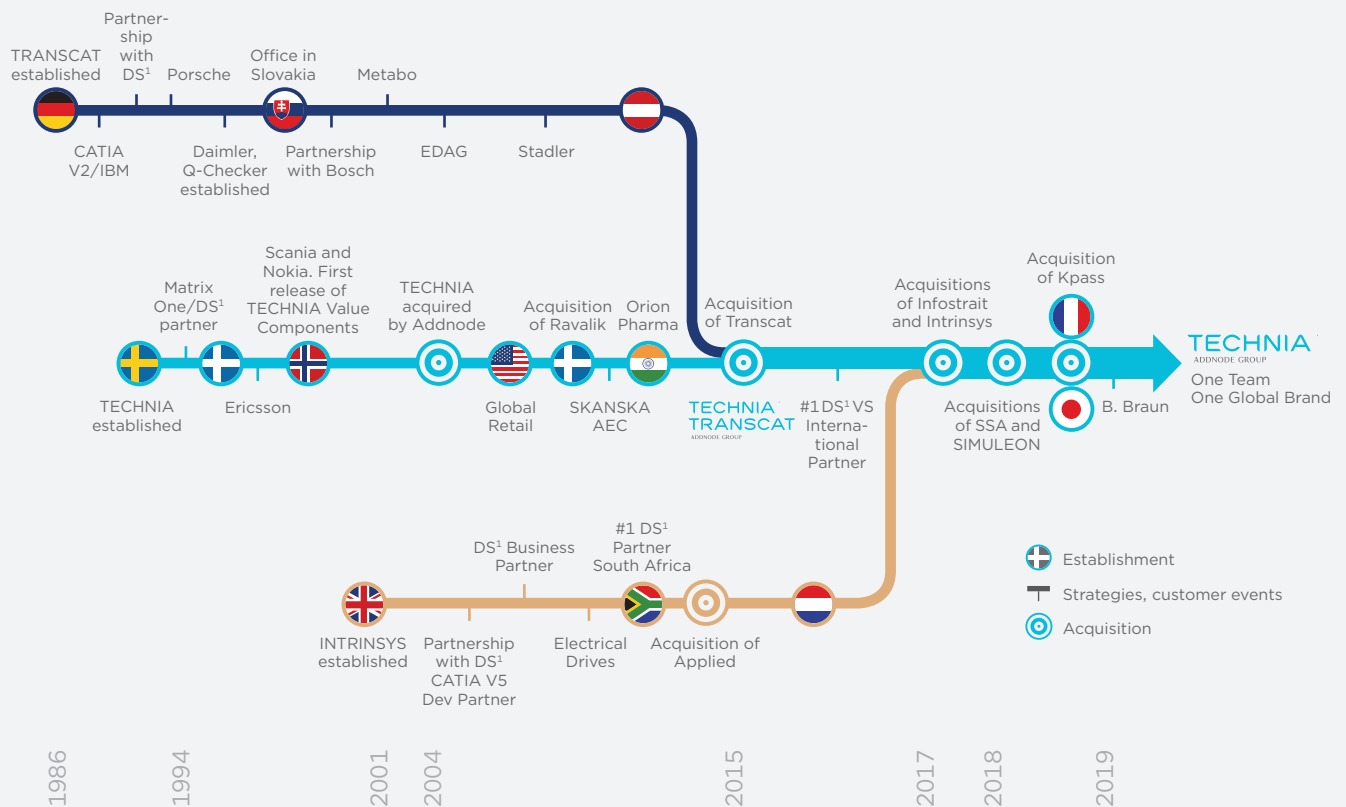 Partner-
ship
with
DS¹
TRANSCAT
established
Porsche
Office in
Slovakia
Metabo
CATIA
V2/IBM
Daimler,
Q-Checker
established
Partnership
with Bosch
EDAG
Stadler
Matrix
One/DS¹
partner
Scania and
Nokia. First
release of
TECHNIA Value
Components
TECHNIA
acquired
by Addnode
Acquisition
of Ravalik
Orion
Pharma
Acquisition
of Transcat
Acquisitions
of Infostrait
and Intrinsys
Acquisition
of Kpass
TECHNIA
ADDNODE GROUP
One Team
One Global Brand
TECHNIA
established
Ericsson
Global
Retail
SKANSKA
AEC
TECHNIA
TRANSCAT
ADDNODE GROUP
#1 DS¹ VS
Interna-
tional
Partner
Acquisitions
of SSA and
SIMULEON
B. Braun
DS¹ Business
Partner
#1 DS¹
Partner
South Africa
INTRINSYS
established
Partnership
with DS¹
CATIA V5
Dev Partner
Electrical
Drives
Acquisition of
Applied
Establishment
Strategies, customer events
Acquisition
1986
1994
2001
2004
2015
2017
2018
2019